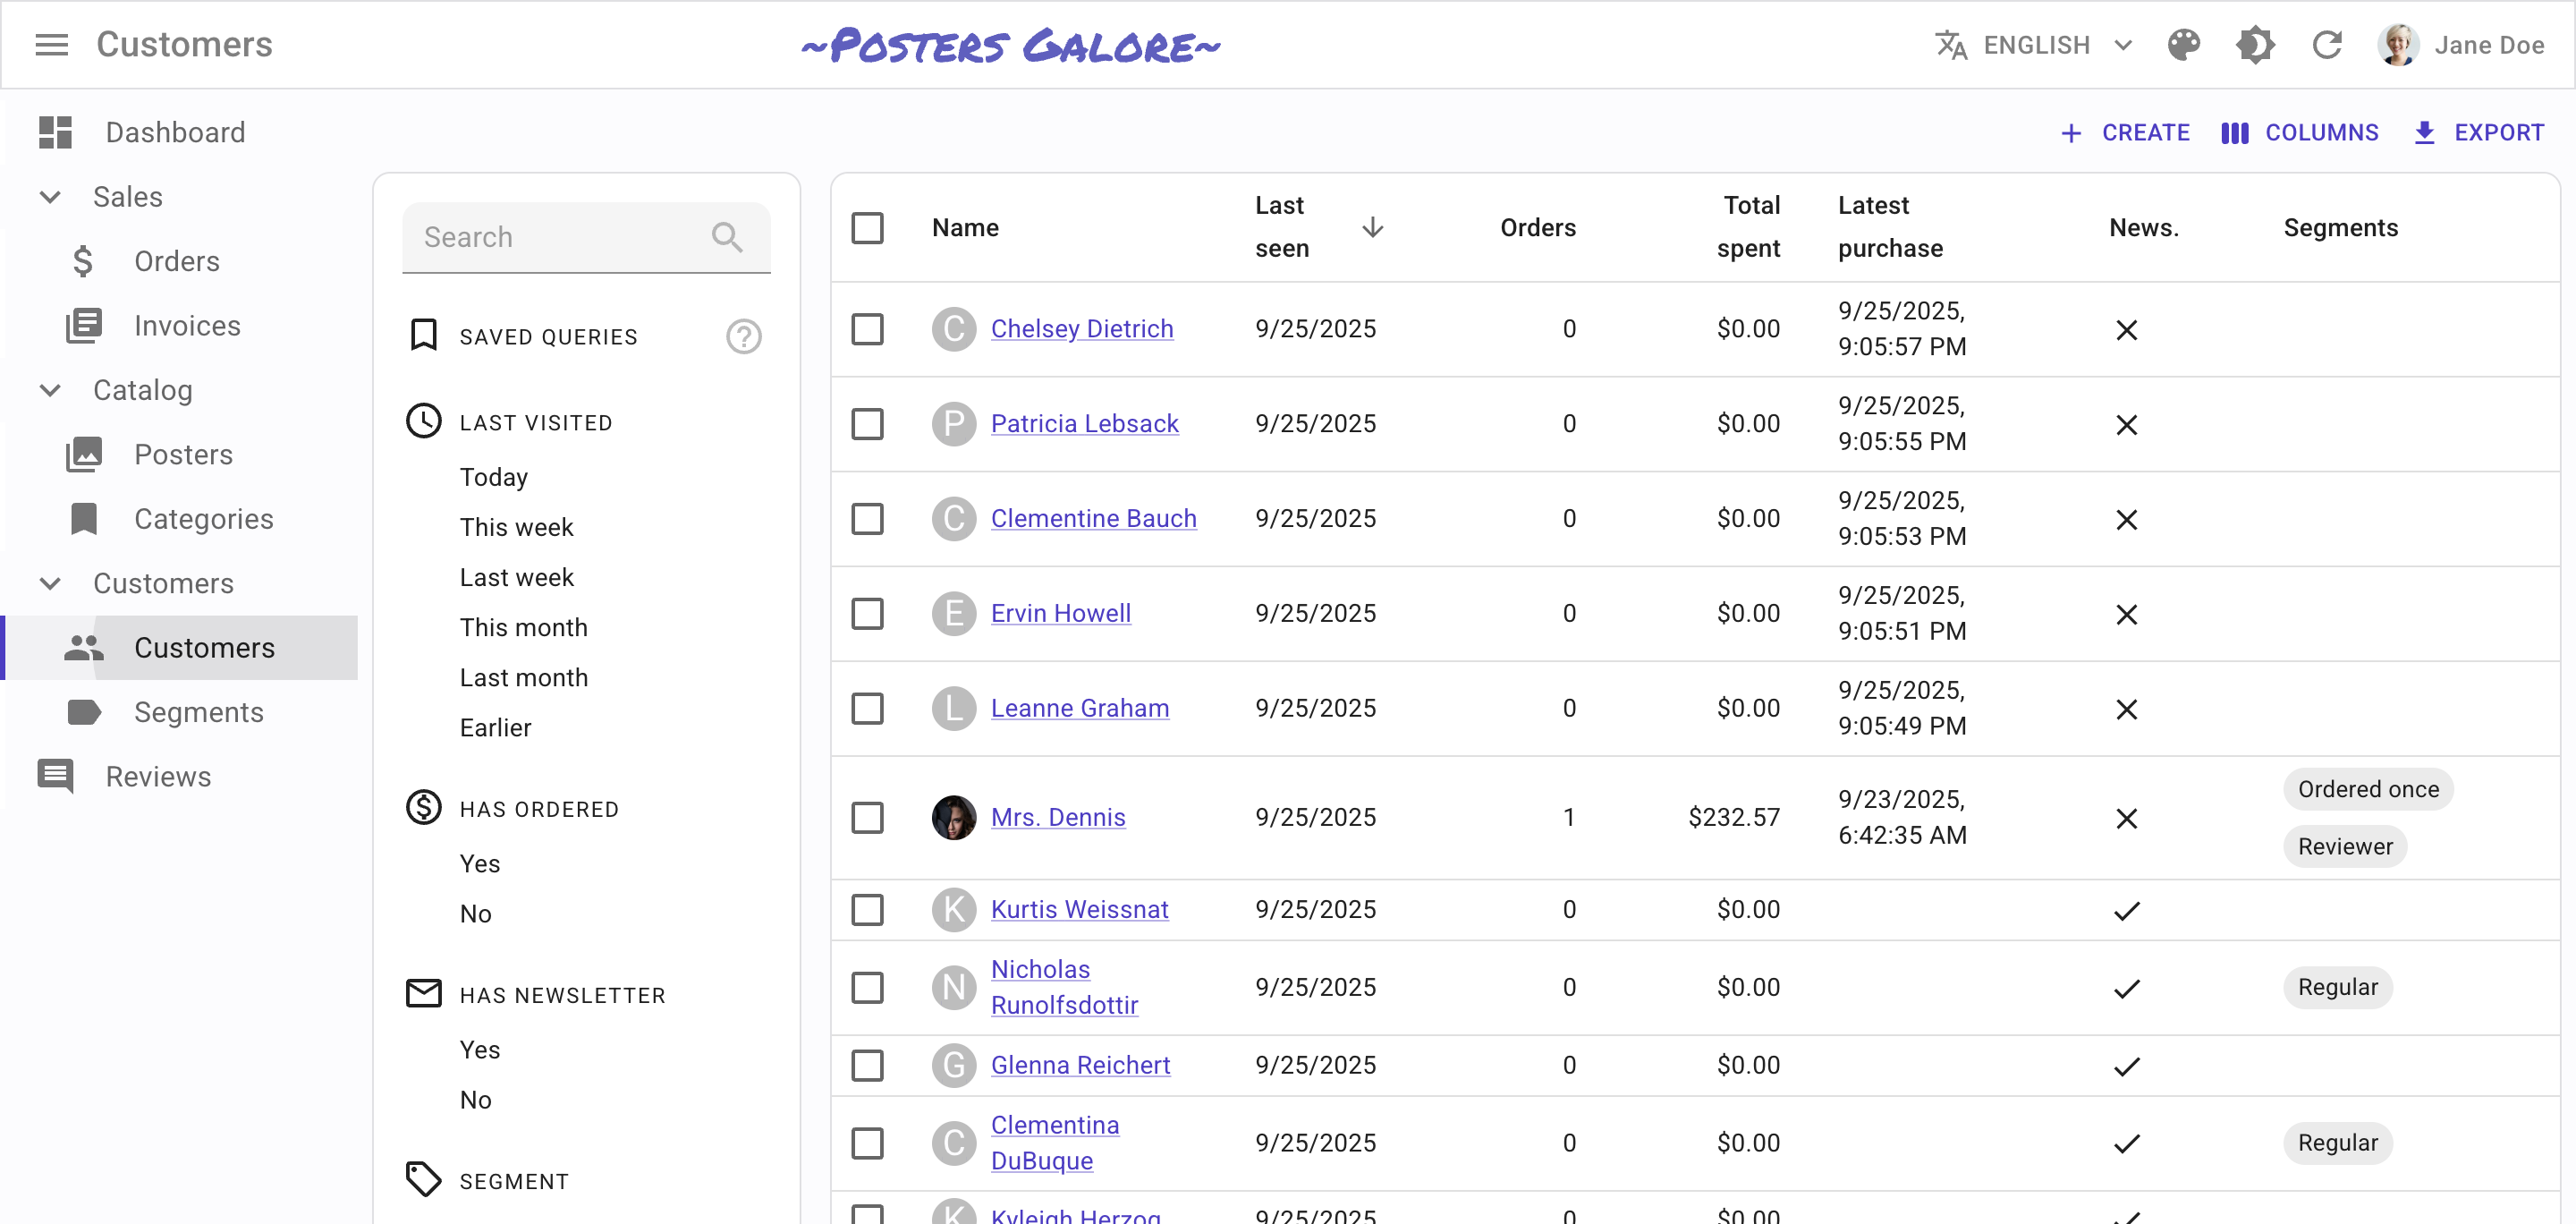 Customers
~Posters Galore~
ENGLISH
Jane Doe
Dashboard
Sales
Orders
Invoices
Catalog
Posters
Categories
Customers
Customers
Segments
Reviews
CREATE
COLUMNS
EXPORT
Search
SAVED QUERIES
?
LAST VISITED
Today
This week
Last week
This month
Last month
Earlier
HAS ORDERED
Yes
No
HAS NEWSLETTER
Yes
No
SEGMENT
Name Last seen Orders Total spent Latest purchase News. Segments
C Chelsey Dietrich 9/25/2025 0 $0.00 9/25/2025, 9:05:57 PM
P Patricia Lebsack 9/25/2025 0 $0.00 9/25/2025, 9:05:55 PM
C Clementine Bauch 9/25/2025 0 $0.00 9/25/2025, 9:05:53 PM
E Ervin Howell 9/25/2025 0 $0.00 9/25/2025, 9:05:51 PM
L Leanne Graham 9/25/2025 0 $0.00 9/25/2025, 9:05:49 PM
Mrs. Dennis 9/25/2025 1 $232.57 9/23/2025, 6:42:35 AM Ordered once Reviewer
K Kurtis Weissnat 9/25/2025 0 $0.00
N Nicholas Runolfsdottir 9/25/2025 0 $0.00 Regular
G Glenna Reichert 9/25/2025 0 $0.00
C Clementina DuBuque 9/25/2025 0 $0.00 Regular
K Kyleigh Herzog 9/25/2025 0 $0.00